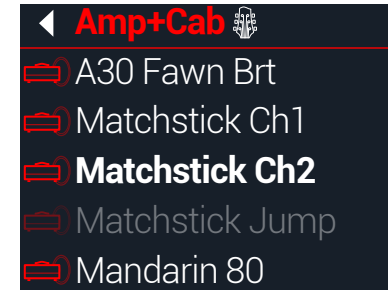 Amp+Cab
A30 Fawn Brt
Matchstick Ch1
Matchstick Ch2
Matchstick Jump
Mandarin 80